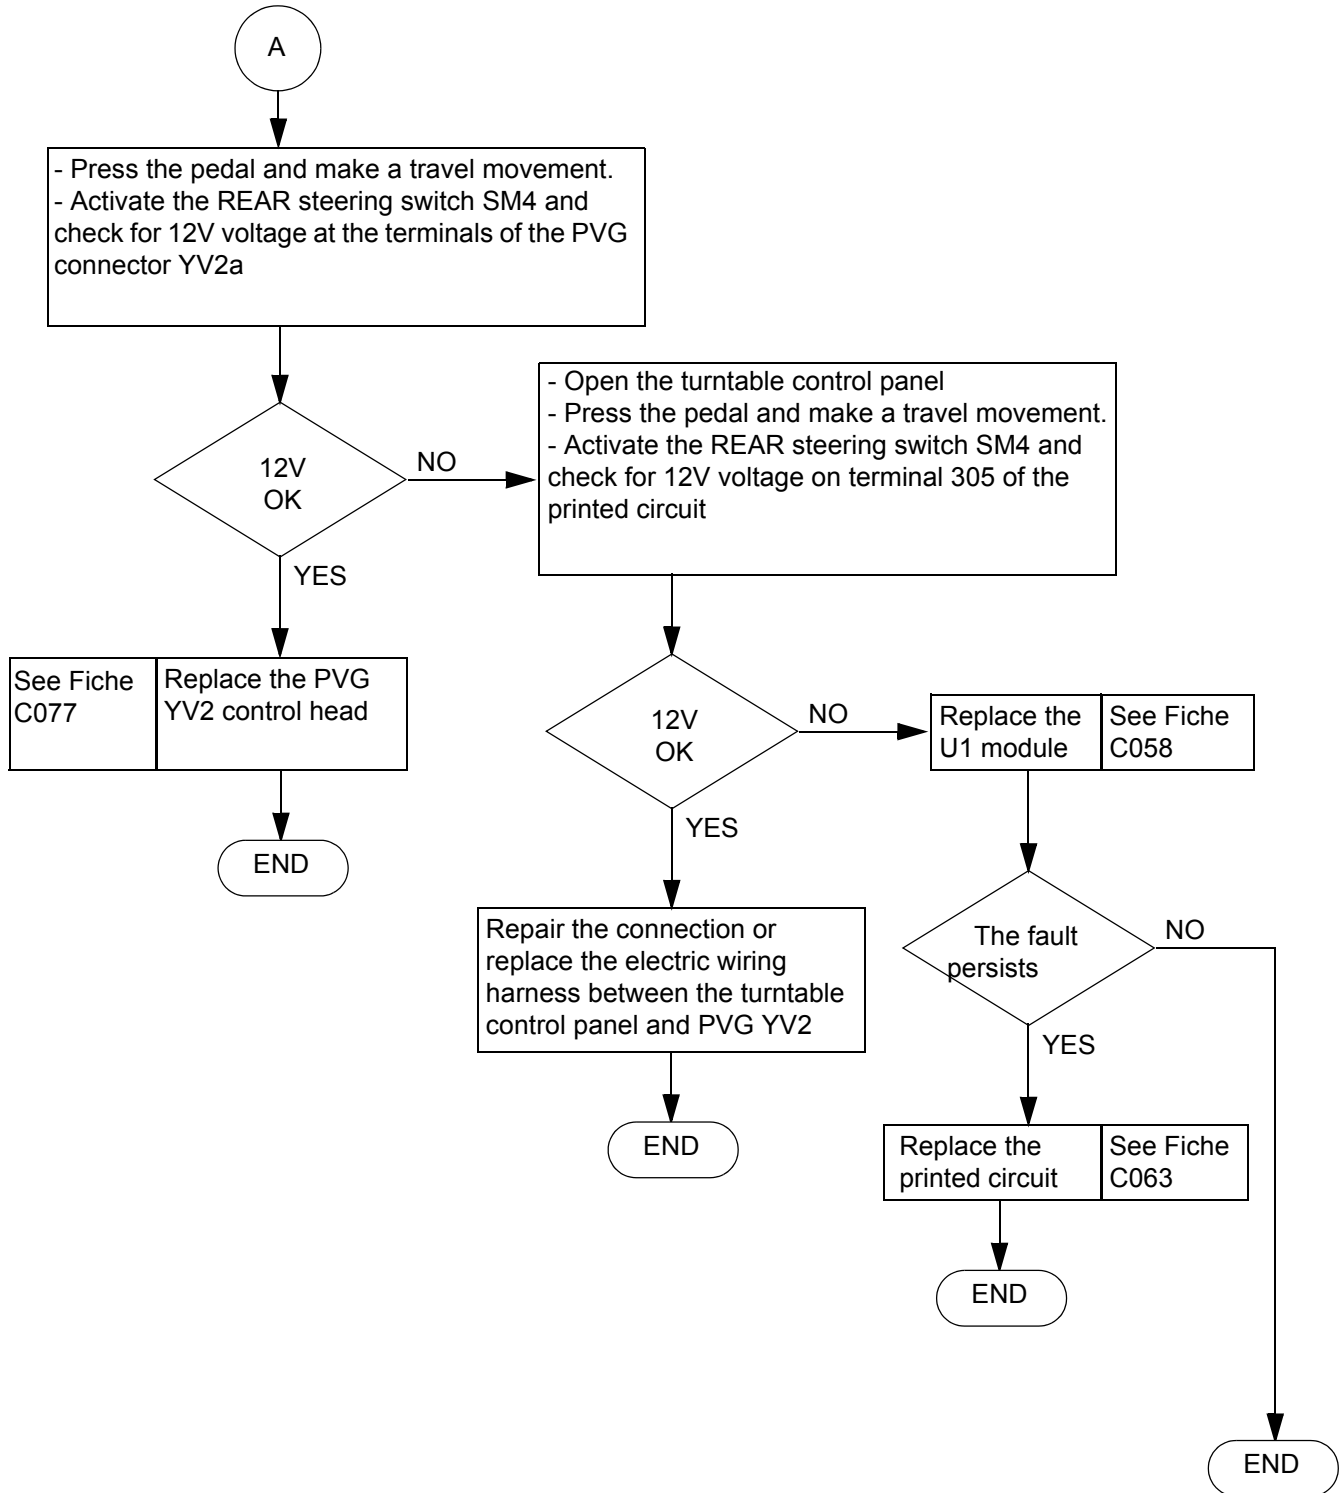 A
- Press the pedal and make a travel movement.
- Activate the REAR steering switch SM4 and
check for 12V voltage at the terminals of the PVG
connector YV2a
12V
OK
NO
YES
- Open the turntable control panel
- Press the pedal and make a travel movement.
- Activate the REAR steering switch SM4 and
check for 12V voltage on terminal 305 of the
printed circuit
See Fiche
C077
Replace the PVG
YV2 control head
END
12V
OK
NO
YES
Replace the
U1 module
See Fiche
C058
Repair the connection or
replace the electric wiring
harness between the turntable
control panel and PVG YV2
END
The fault
persists
NO
YES
Replace the
printed circuit
See Fiche
C063
END
END